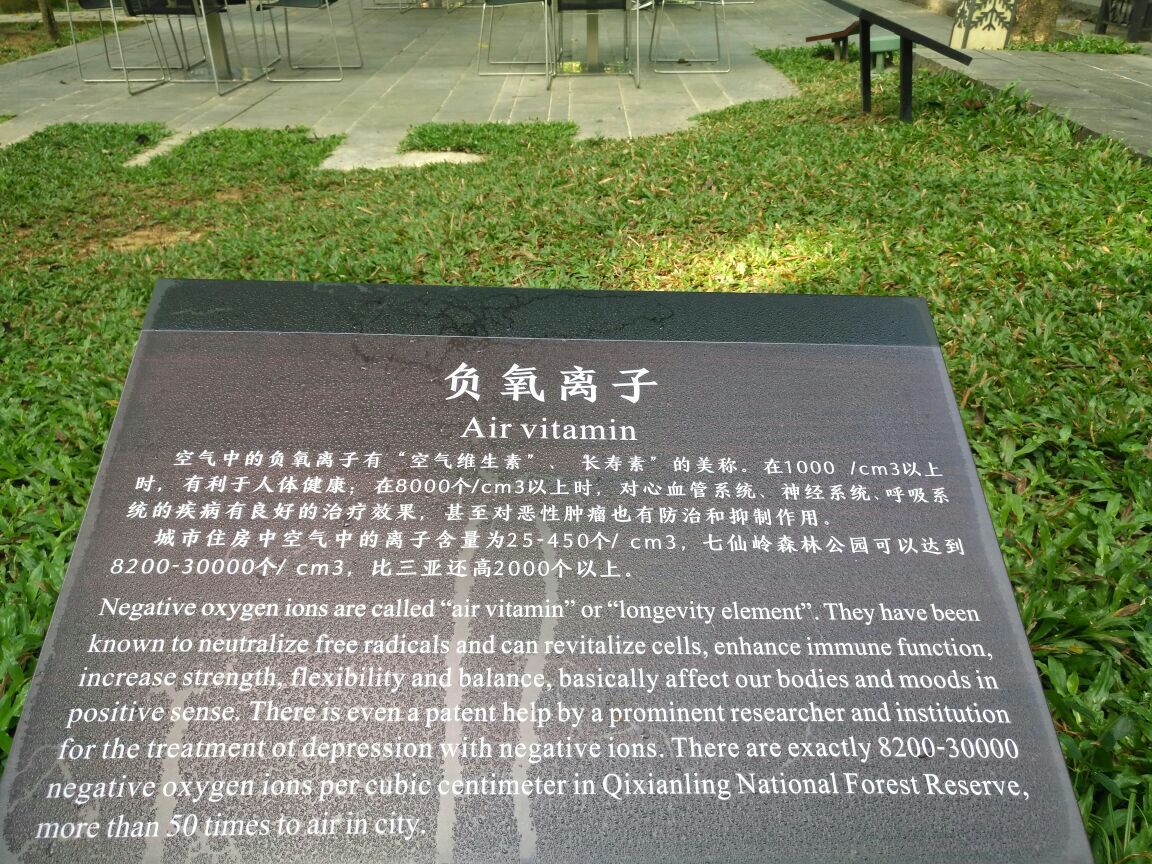 负氧离子
Air vitamin
空气中的负氧离子有“空气维生素”、 长寿素”的美称。在1000 /cm3以上
时，有利于人体健康；在8000个/cm3以上时，对心血管系统、神经系统、呼吸系
统的疾病有良好的治疗效果，甚至对恶性肿瘤也有防治和抑制作用。
城市住房中空气中的离子含量为25-450个/ cm3，七仙岭森林公园可以达到
8200-30000个/ cm3，比三亚还高2000个以上。
Negative oxygen ions are called “air vitamin” or “longevity element”. They have been
known to neutralize free radicals and can revitalize cells, enhance immune function,
increase strength, flexibility and balance, basically affect our bodies and moods in
positive sense. There is even a patent help by a prominent researcher and institution
for the treatment of depression with negative ions. There are exactly 8200-30000
negative oxygen ions per cubic centimeter in Qixianling National Forest Reserve,
more than 50 times to air in city.